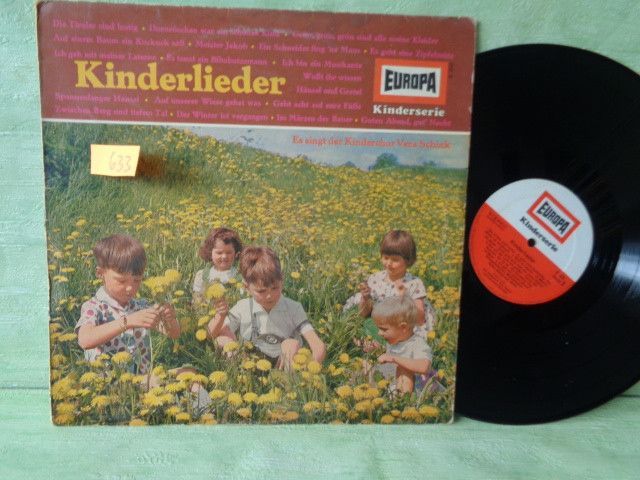 Die Tiroler sind lustig • Dornröschen war ein schönes Kind • Grün, grün, grün sind alle meine Kleider
Auf einem Baum ein Kuckuck saß • Meister Jakob • Ein Schneider fing 'ne Maus • Es geht eine Zipfelmütz
Ich geh mit meiner Laterne • Es tanzt ein Bibabutzemann • Ich bin ein Musikante
Wollt ihr wissen
Kinderlieder
Hänsel und Gretel
Spannenlanger Hansel • Auf unserer Wiese gehet was • Gebt acht auf eure Füße
Zwischen Berg und tiefem Tal • Der Winter ist vergangen • Im Märzen der Bauer • Guten Abend, gut' Nacht
EUROPA
Kinderserie
Es singt der Kinderchor Vera Schink
633
EUROPA
Kinderserie